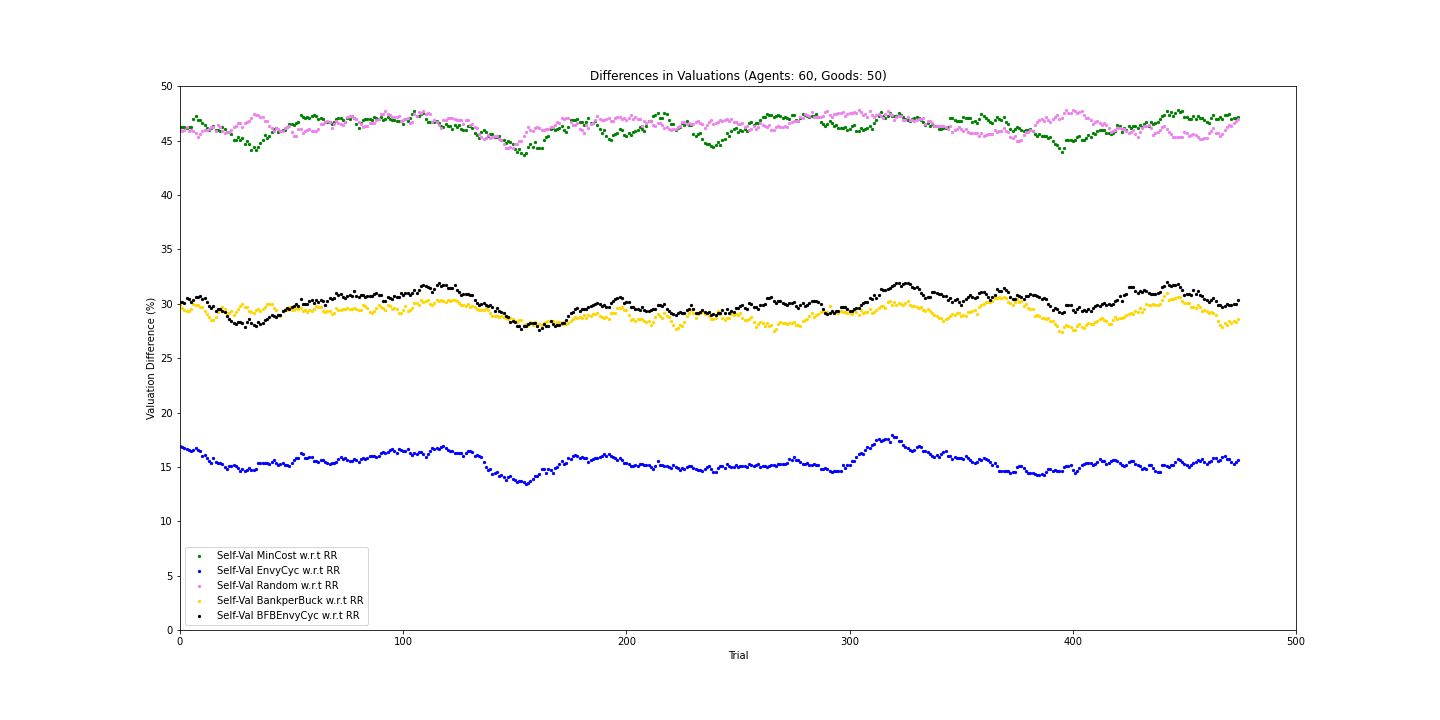 Differences in Valuations (Agents: 60, Goods: 50)
50
45
40
35
30
25
20
15
10
5
0
Valuation Difference (%)
Self-Val MinCost w.r.t RR
Self-Val EnvyCyc w.r.t RR
Self-Val Random w.r.t RR
Self-Val BankperBuck w.r.t RR
Self-Val BFBEnvyCyc w.r.t RR
0 100 200 300 400 500
Trial